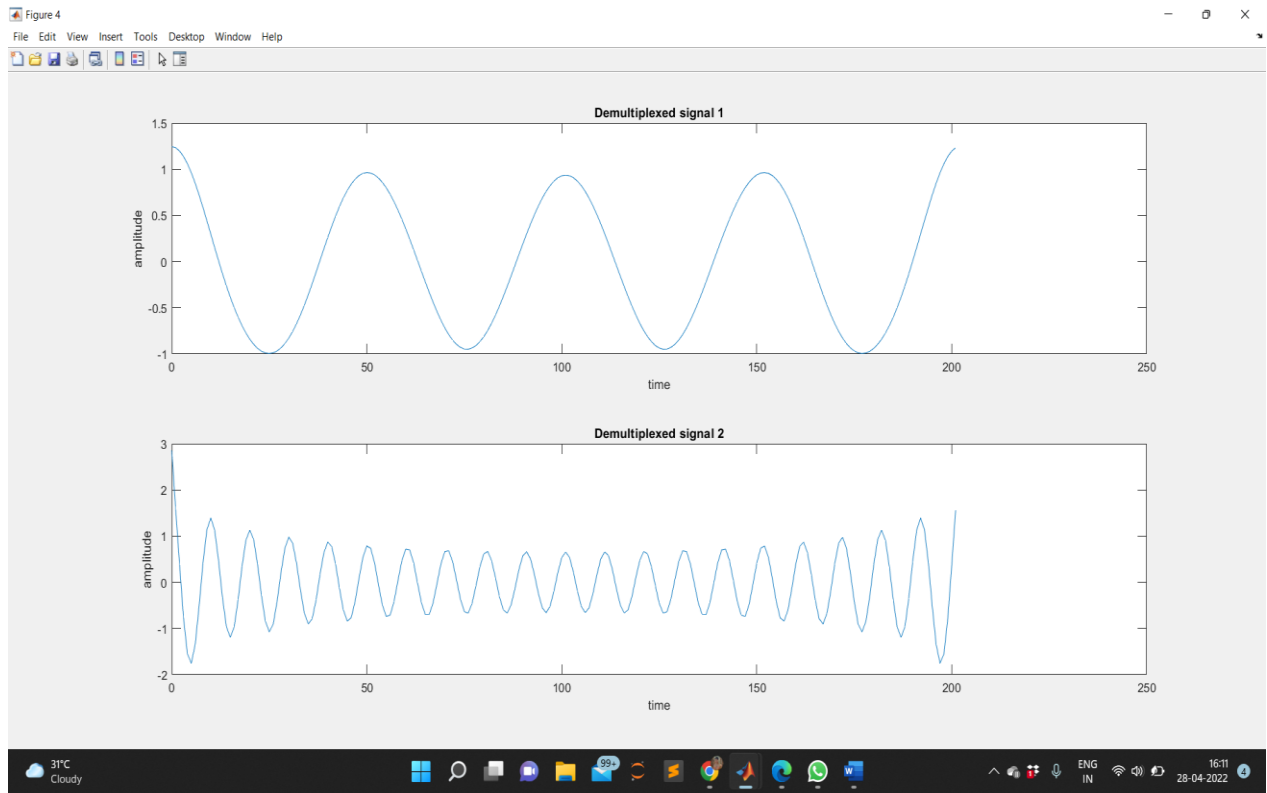 Figure 4
File Edit View Insert Tools Desktop Window Help
Demultiplexed signal 1
1.5
1
0.5
0
-0.5
-1
amplitude
0 50 100 150 200 250
time
Demultiplexed signal 2
3
2
1
0
-1
-2
amplitude
0 50 100 150 200 250
time
31°C
Cloudy
99+
ENG
IN
16:11
28-04-2022
4